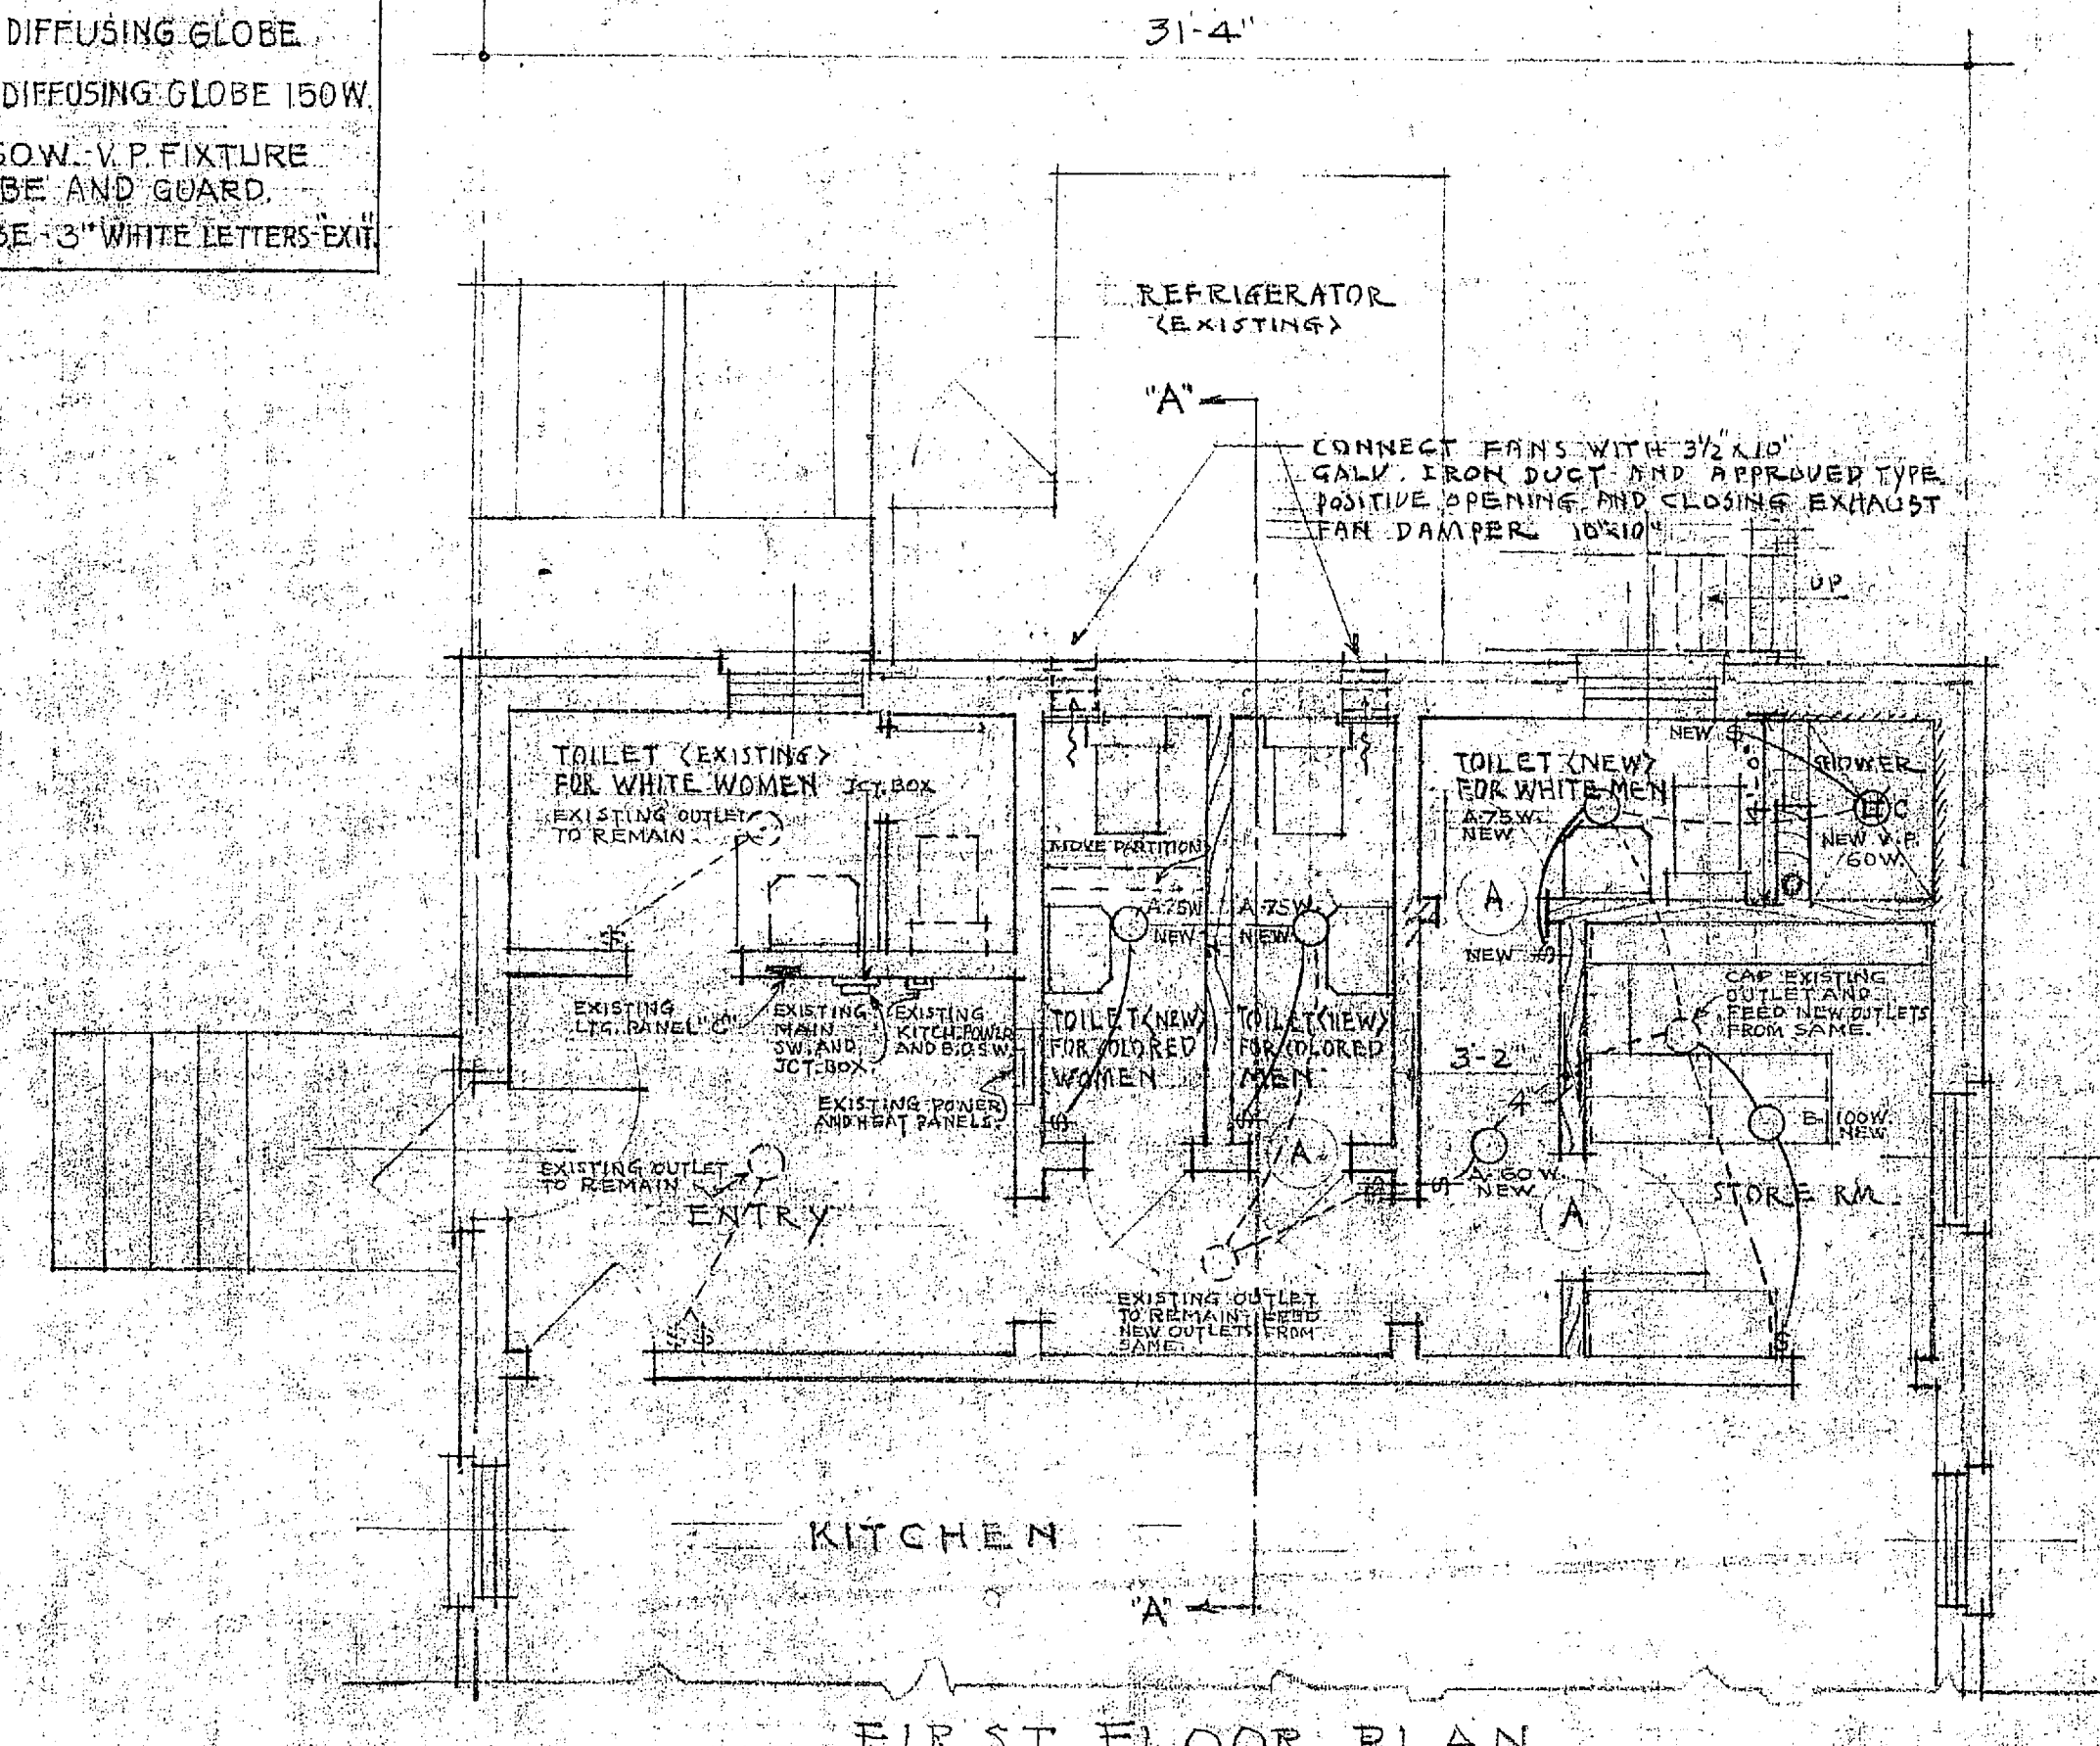 DIFFUSING GLOBE
DIFFUSING GLOBE 150W.
V.P. FIXTURE
AND GUARD.
3" WHITE LETTERS "EXIT"
31'-4"
REFRIGERATOR
<EXISTING>
"A"
CONNECT FANS WITH 3½"x10"
GALV. IRON DUCT AND APPROVED TYPE
POSITIVE OPENING AND CLOSING EXHAUST
FAN DAMPER 10"x10"
UP
TOILET <EXISTING>
FOR WHITE WOMEN
JCT. BOX
EXISTING OUTLET
TO REMAIN
MOVE PARTITION
TOILET <NEW>
FOR WHITE MEN
A-75W.
NEW
NEW $
SHOWER
C
NEW V.P.
60W.
A
A 75W
NEW
A 75W.
NEW
NEW $
EXISTING
LTG. PANEL "C"
EXISTING
MAIN
SW. AND
JCT. BOX.
EXISTING
KITCH. POWER
AND B.D.SW.
EXISTING POWER
AND HEAT PANELS.
TOILET <NEW>
FOR COLORED
WOMEN
TOILET <NEW>
FOR COLORED
MEN
3'-2"
4"
CAP EXISTING
OUTLET AND
FEED NEW OUTLETS
FROM SAME.
B-100W.
NEW
EXISTING OUTLET
TO REMAIN
ENTRY
A
A-60W.
NEW
A
STORE RM.
EXISTING OUTLET
TO REMAIN FEED
NEW OUTLETS FROM
SAME.
KITCHEN
"A"
FIRST FLOOR PLAN